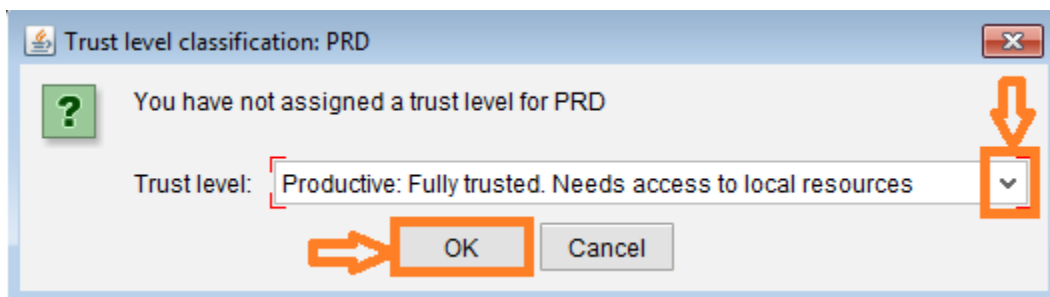 Trust level classification: PRD
You have not assigned a trust level for PRD
Trust level: Productive: Fully trusted. Needs access to local resources
OK Cancel